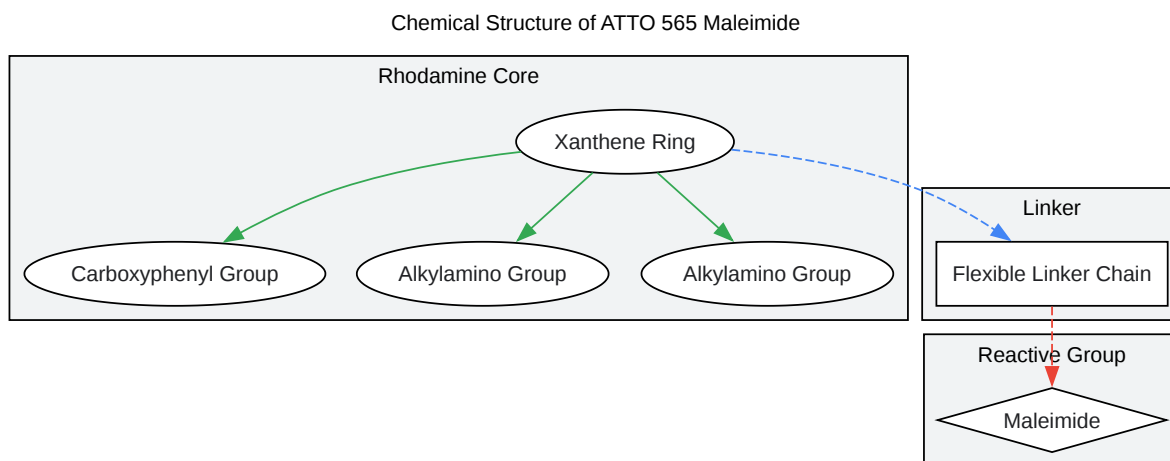 Chemical Structure of ATTO 565 Maleimide
Rhodamine Core
Xanthene Ring
Linker
Carboxyphenyl Group
Alkylamino Group
Alkylamino Group
Flexible Linker Chain
Reactive Group
Maleimide